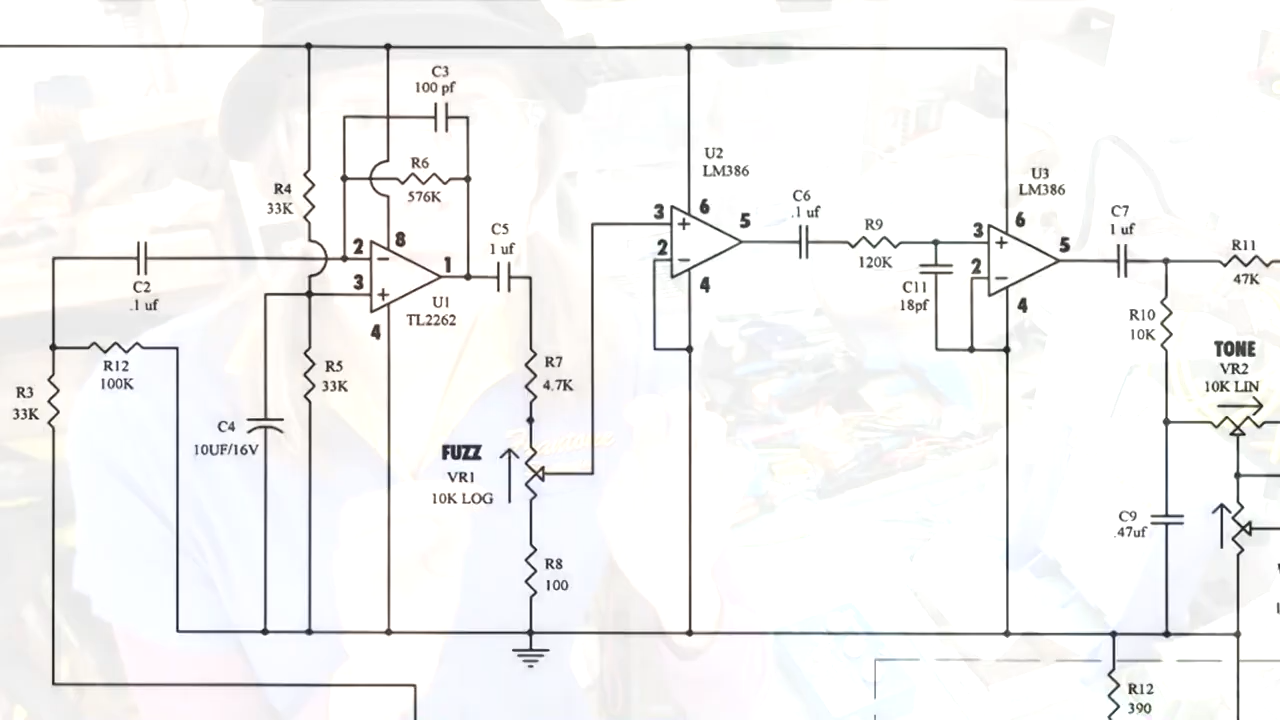 C3
100 pf
R6
576K
R4
33K
2
8
3
1
4
U1
TL2262
C2
.1 uf
R12
100K
R3
33K
C4
10UF/16V
R5
33K
C5
1 uf
R7
4.7K
FUZZ
VR1
10K LOG
R8
100
U2
LM386
3
6
2
5
4
C6
.1 uf
R9
120K
C11
18pf
U3
LM386
3
6
2
5
4
C7
1 uf
R11
47K
R10
10K
TONE
VR2
10K LIN
C9
.47uf
R12
390